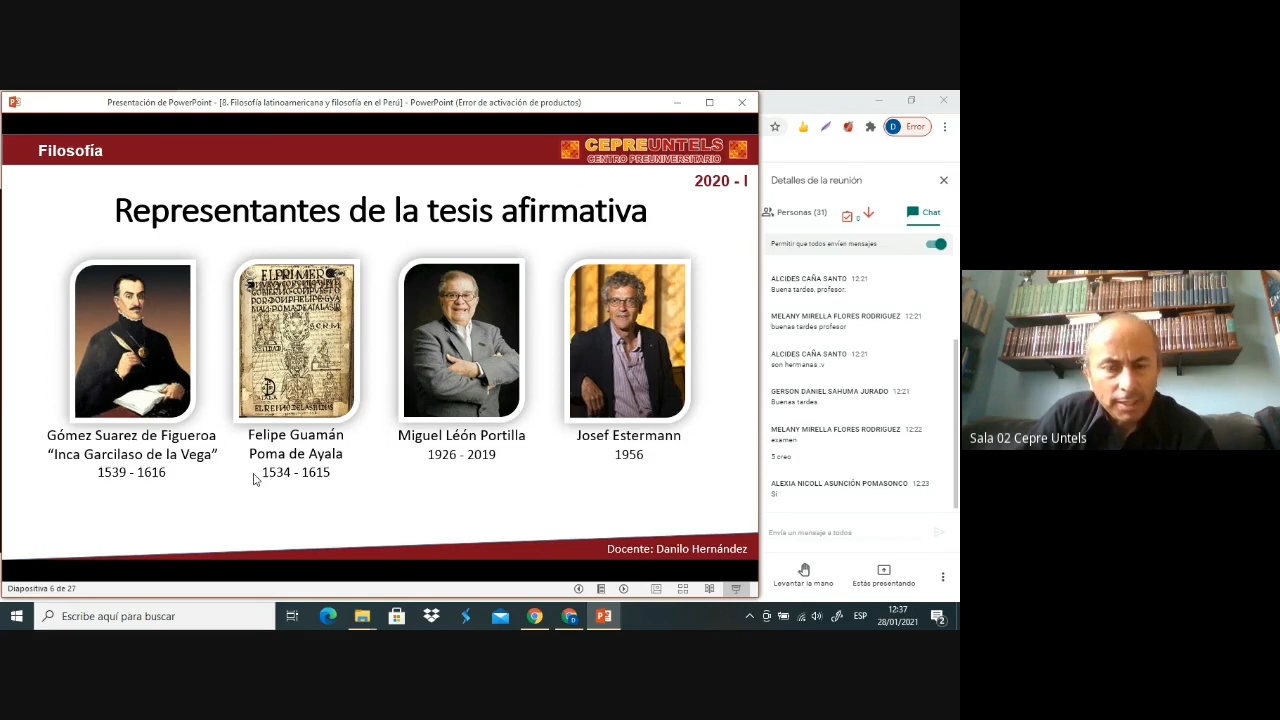 Presentación de PowerPoint - [8. Filosofía latinoamericana y filosofía en el Perú] - PowerPoint (Error de activación de productos)
Filosofía
CEPREUNTELS
CENTRO PREUNIVERSITARIO
2020 - I
Representantes de la tesis afirmativa
EL PRIMER
Gómez Suarez de Figueroa
“Inca Garcilaso de la Vega”
1539 - 1616
Felipe Guamán
Poma de Ayala
1534 - 1615
Miguel Léón Portilla
1926 - 2019
Josef Estermann
1956
Docente: Danilo Hernández
Diapositiva 6 de 27
D Error
Detalles de la reunión
Personas (31)
0
Chat
Permitir que todos envíen mensajes
ALCIDES CAÑA SANTO 12:21
Buena tardes, profesor.
MELANY MIRELLA FLORES RODRIGUEZ 12:21
buenas tardes profesor
ALCIDES CAÑA SANTO 12:21
son hermanas :v
GERSON DANIEL SAHUMA JURADO 12:21
Buenas tardes
MELANY MIRELLA FLORES RODRIGUEZ 12:22
examen
5 creo
ALEXIA NICOLL ASUNCIÓN POMASONCO 12:23
Si
Envía un mensaje a todos
Levantar la mano
Estás presentando
Sala 02 Cepre Untels
Escribe aquí para buscar
ESP
12:37
28/01/2021
2